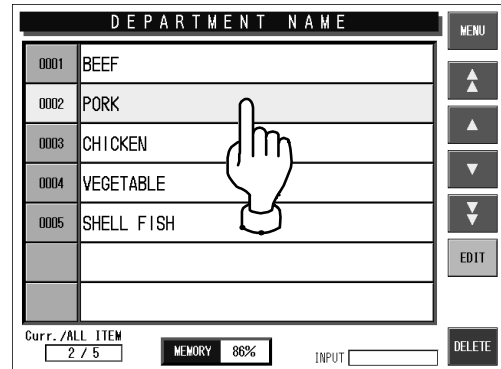 DEPARTMENT NAME
MENU
0001 BEEF
0002 PORK
0003 CHICKEN
0004 VEGETABLE
0005 SHELL FISH
EDIT
Curr./ALL ITEM
2 / 5
MEMORY 86%
INPUT
DELETE